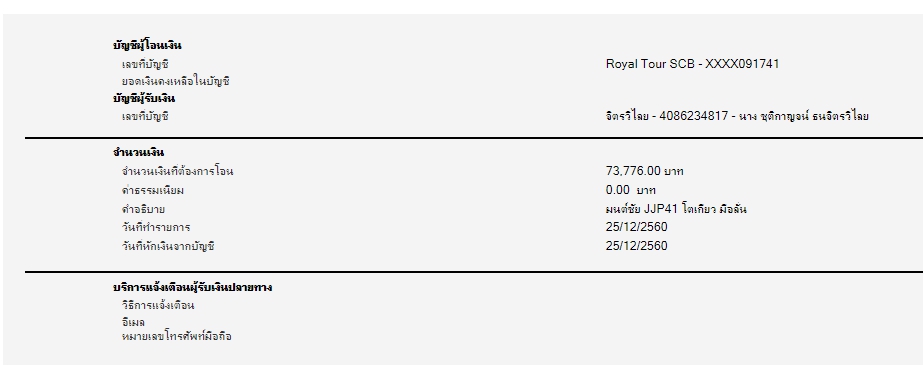 บัญชีผู้โอนเงิน
เลขที่บัญชี Royal Tour SCB - XXXX091741
ยอดเงินคงเหลือในบัญชี
บัญชีผู้รับเงิน
เลขที่บัญชี จิตรวิไลย - 4086234817 - นาง ชุติกาญจน์ ธนจิตรวิไลย
จำนวนเงิน
จำนวนเงินที่ต้องการโอน 73,776.00 บาท
ค่าธรรมเนียม 0.00 บาท
คำอธิบาย มนต์ชัย JJP41 โตเกียว มือลัน
วันที่ทำรายการ 25/12/2560
วันที่หักเงินจากบัญชี 25/12/2560
บริการแจ้งเตือนผู้รับเงินปลายทาง
วิธีการแจ้งเตือน
อีเมล
หมายเลขโทรศัพท์มือถือ